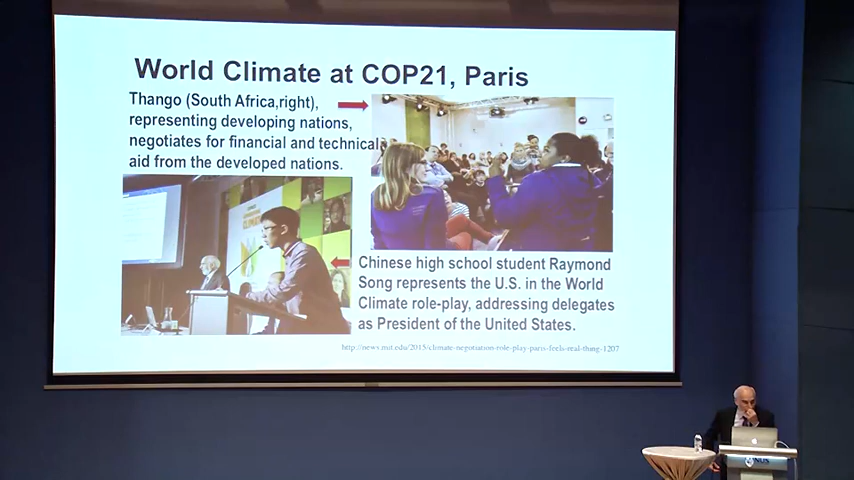 World Climate at COP21, Paris
Thango (South Africa,right),
representing developing nations,
negotiates for financial and technical
aid from the developed nations.
Chinese high school student Raymond
Song represents the U.S. in the World
Climate role-play, addressing delegates
as President of the United States.
http://news.mit.edu/2015/climate-negotiation-role-play-paris-feels-real-thing-1207
CLIMATE
NUS